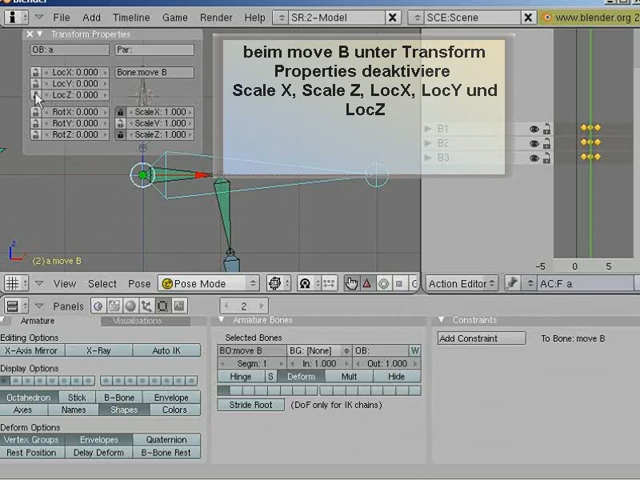 File Add Timeline Game Render Help SR:2-Model SCE:Scene www.blender.org
Transform Properties
OB: a Par:
LocX: 0.000 Bone:move B
LocY: 0.000
LocZ: 0.000
RotX: 0.000 ScaleX: 1.000
RotY: 0.000 ScaleY: 1.000
RotZ: 0.000 ScaleZ: 1.000
beim move B unter Transform
Properties deaktiviere
Scale X, Scale Z, LocX, LocY und
LocZ
B1
B2
B3
(2) a move B
-5 0 5
View Select Pose Pose Mode Action Editor AC:F a
Panels 2
Armature Visualisations
Editing Options
X-Axis Mirror X-Ray Auto IK
Display Options
Octahedron Stick B-Bone Envelope
Axes Names Shapes Colors
Deform Options
Vertex Groups Envelopes Quaternion
Rest Position Delay Deform B-Bone Rest
Armature Bones
Selected Bones
BO:move B BG: [None] OB: W
Segm: 1 In: 1.000 Out: 1.000
Hinge S Deform Mult Hide
Stride Root (DoF only for IK chains)
Constraints
Add Constraint To Bone: move B